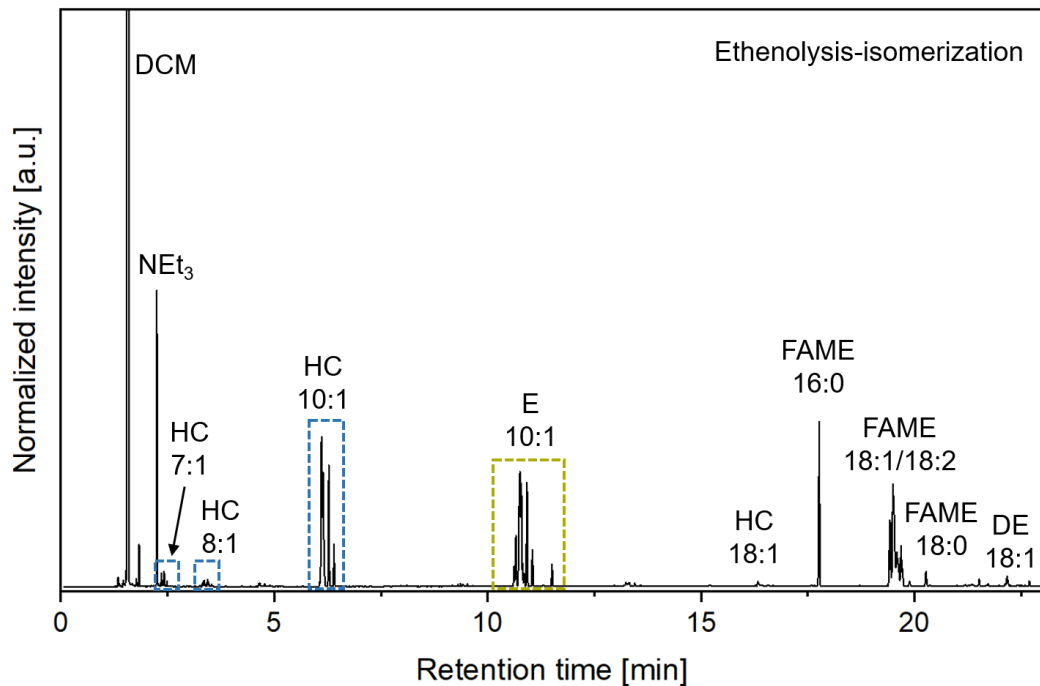 Ethenolysis-isomerization
DCM
NEt₃
HC
7:1
HC
8:1
HC
10:1
E
10:1
HC
18:1
FAME
16:0
FAME
18:1/18:2
FAME
18:0
DE
18:1
Normalized intensity [a.u.]
0 5 10 15 20
Retention time [min]